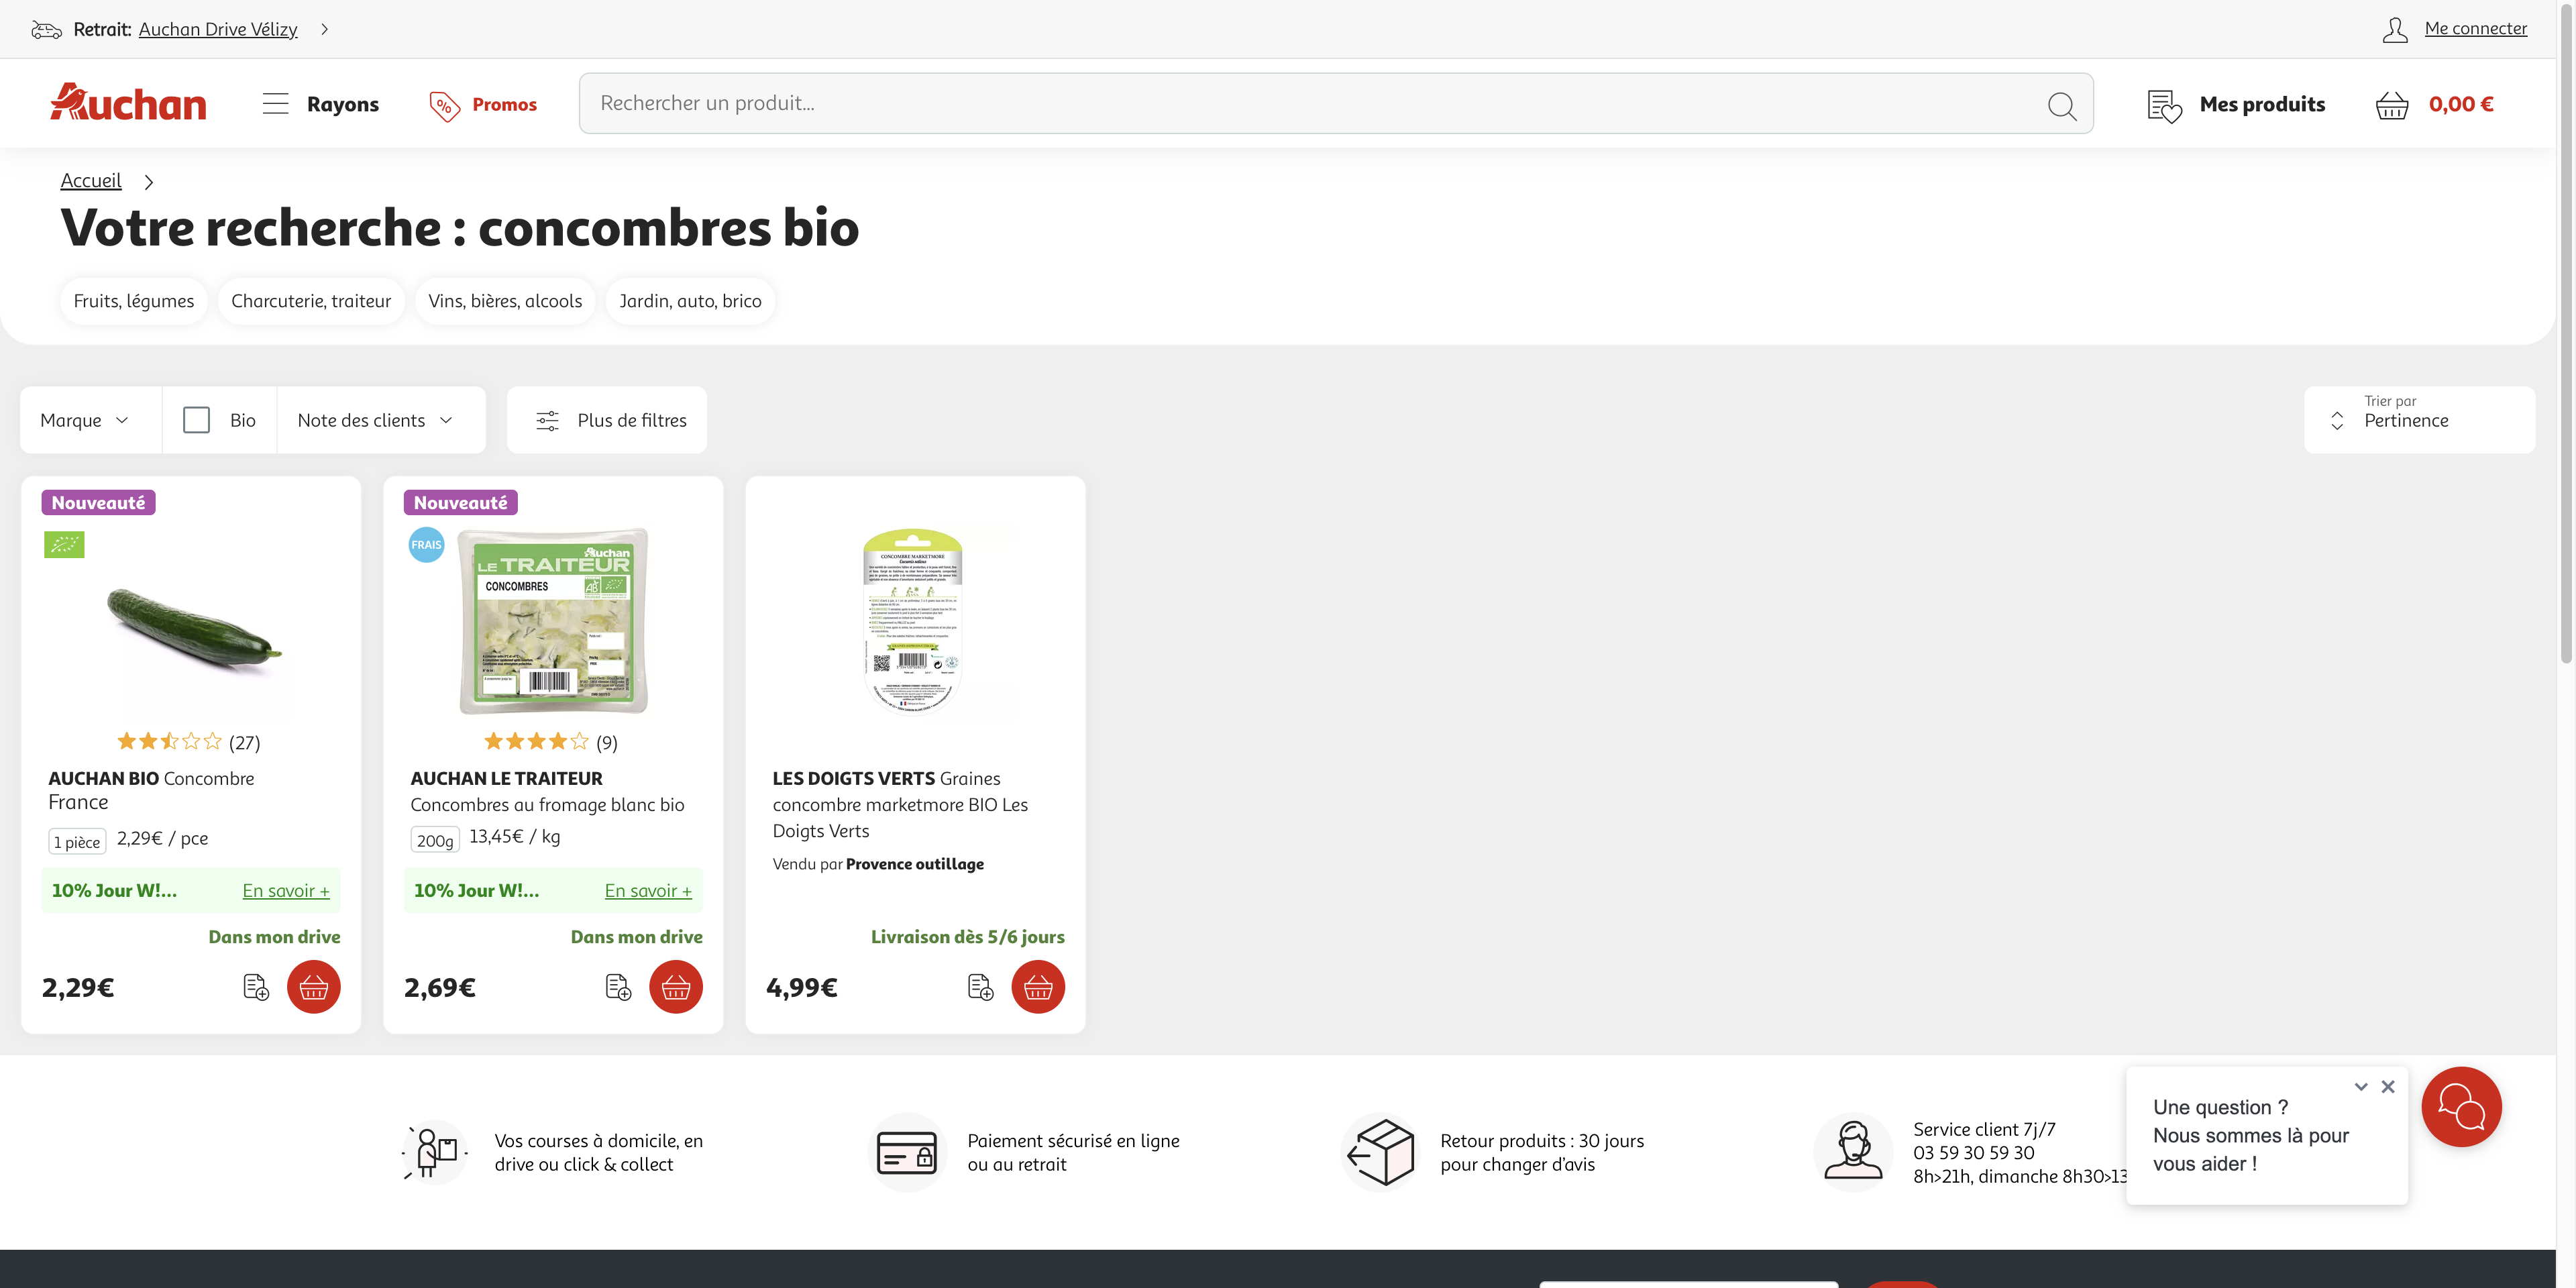 Retrait: Auchan Drive Vélizy
Me connecter
Auchan
Rayons
Promos
Rechercher un produit...
Mes produits
0,00 €
Accueil
Votre recherche : concombres bio
Fruits, légumes
Charcuterie, traiteur
Vins, bières, alcools
Jardin, auto, brico
Marque
Bio
Note des clients
Plus de filtres
Trier par
Pertinence
Nouveauté
(27)
AUCHAN BIO Concombre
France
1 pièce 2,29€ / pce
10% Jour W!... En savoir +
Dans mon drive
2,29€
Nouveauté
FRAIS
Auchan
LE TRAITEUR
CONCOMBRES
AB
(9)
AUCHAN LE TRAITEUR
Concombres au fromage blanc bio
200g 13,45€ / kg
10% Jour W!... En savoir +
Dans mon drive
2,69€
CONCOMBRE MARKETMORE
LES DOIGTS VERTS Graines
concombre marketmore BIO Les
Doigts Verts
Vendu par Provence outillage
Livraison dès 5/6 jours
4,99€
Vos courses à domicile, en
drive ou click & collect
Paiement sécurisé en ligne
ou au retrait
Retour produits : 30 jours
pour changer d'avis
Service client 7j/7
03 59 30 59 30
8h>21h, dimanche 8h30>13
Une question ?
Nous sommes là pour
vous aider !